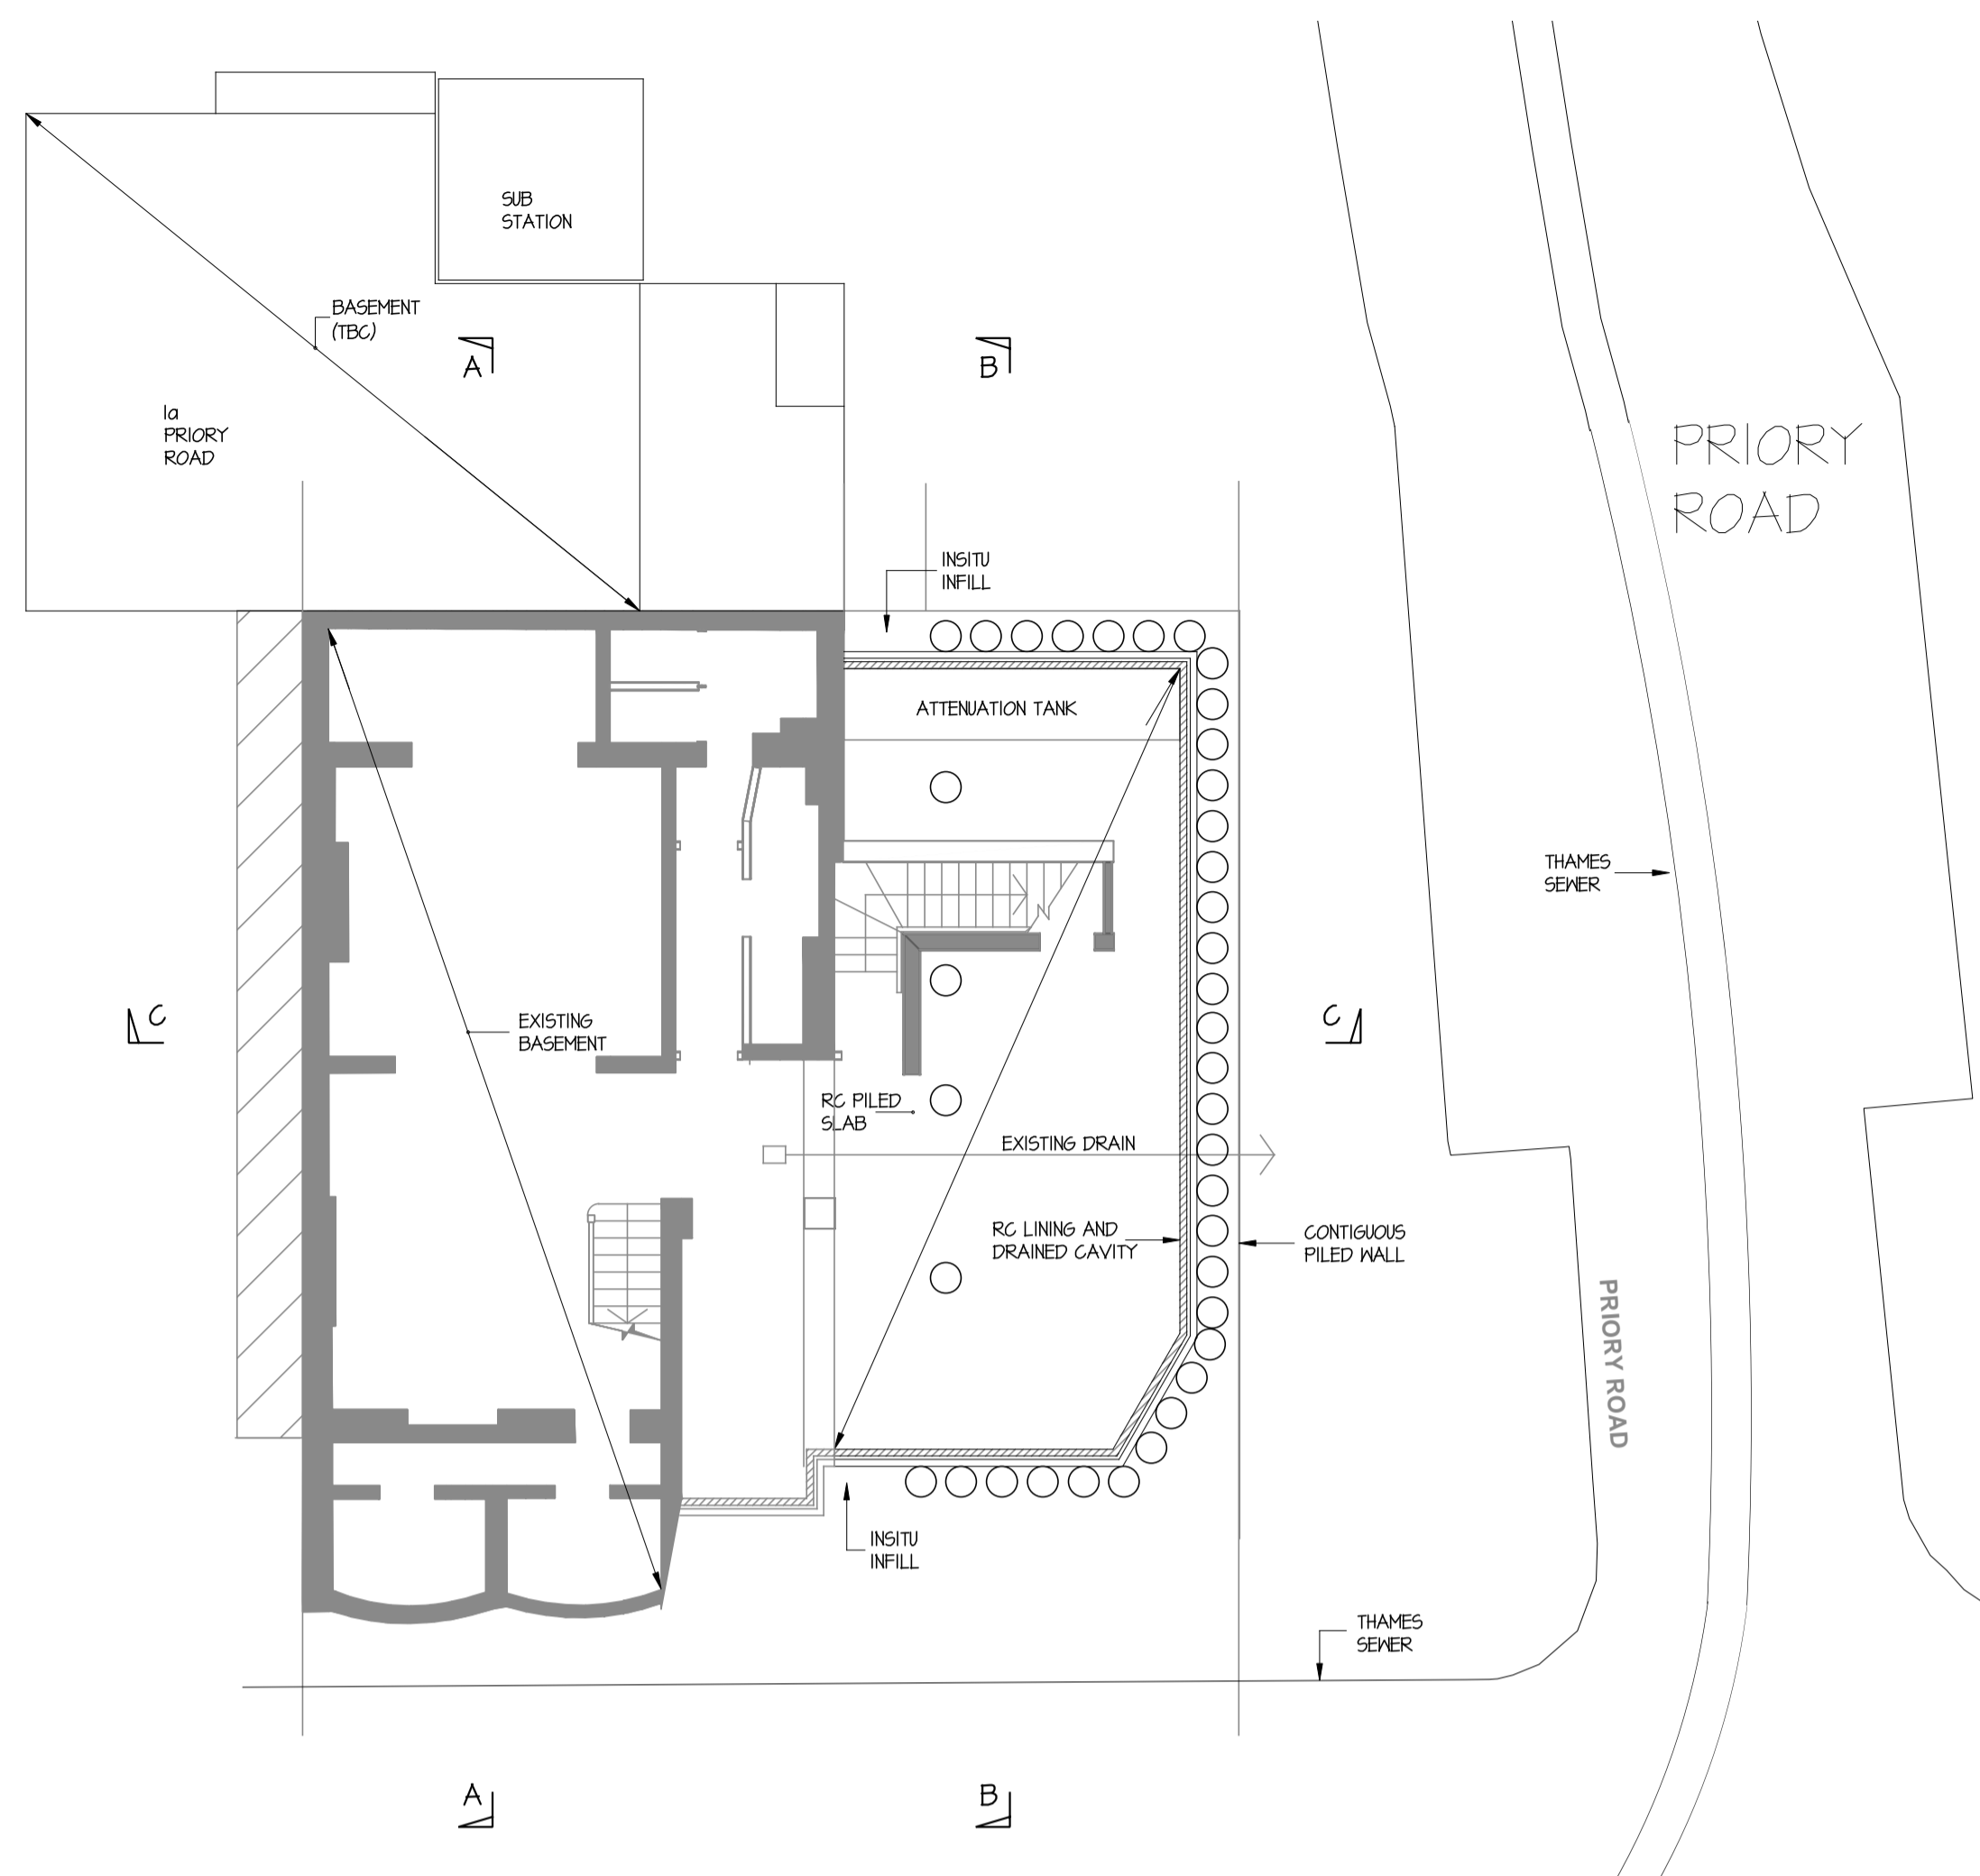 SUB
STATION
BASEMENT
(TBC)
A
B
1a
PRIORY
ROAD
PRIORY
ROAD
INSITU
INFILL
ATTENUATION TANK
THAMES
SEWER
C
C
EXISTING
BASEMENT
RC PILED
SLAB
EXISTING DRAIN
RC LINING AND
DRAINED CAVITY
CONTIGUOUS
PILED WALL
PRIORY ROAD
INSITU
INFILL
THAMES
SEWER
A
B